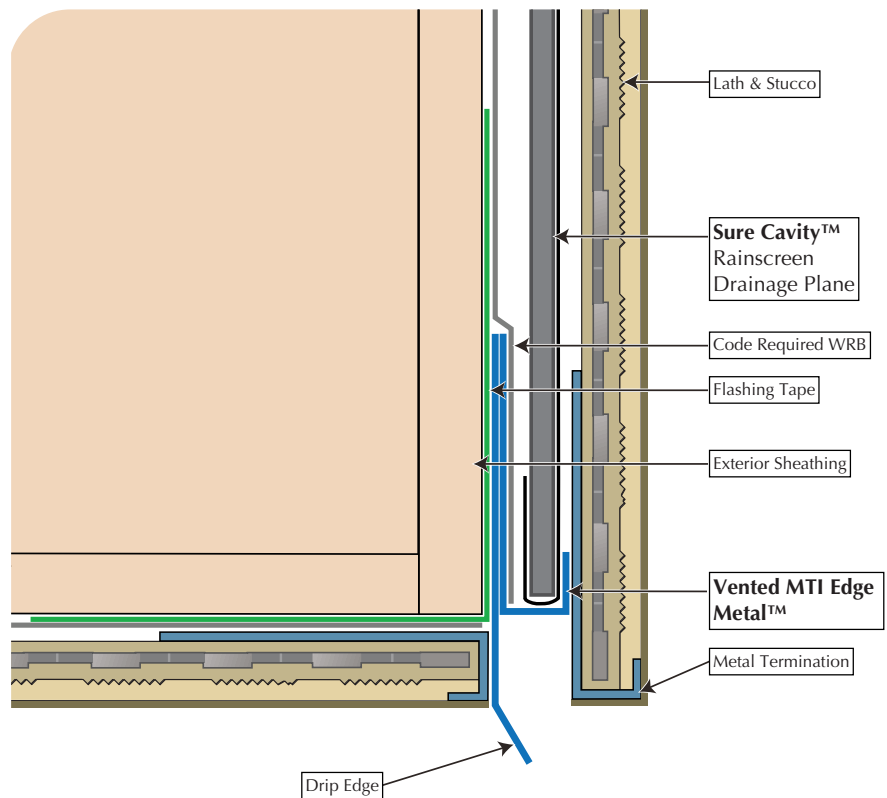 Lath & Stucco
Sure Cavity™
Rainscreen
Drainage Plane
Code Required WRB
Flashing Tape
Exterior Sheathing
Vented MTI Edge
Metal™
Metal Termination
Drip Edge